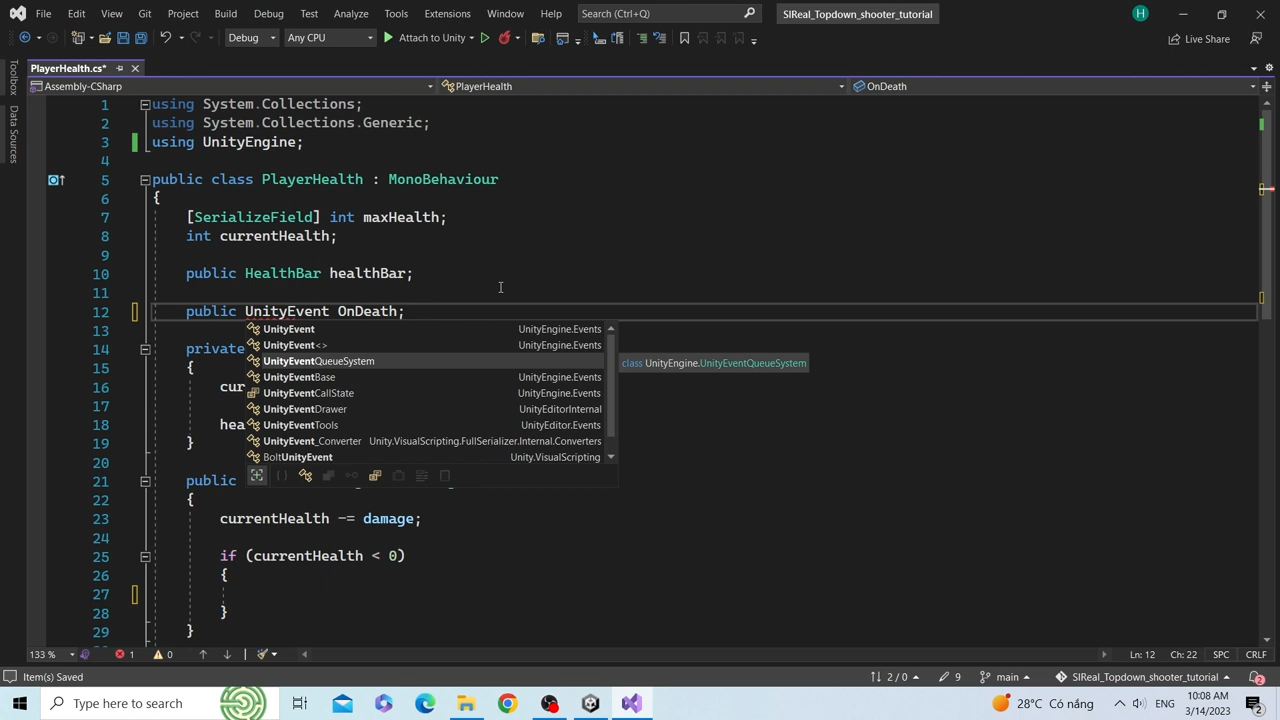 File Edit View Git Project Build Debug Test Analyze Tools Extensions Window Help Search (Ctrl+Q) SIReal_Topdown_shooter_tutorial H
Debug Any CPU Attach to Unity Live Share
PlayerHealth.cs*
Assembly-CSharp PlayerHealth OnDeath
Toolbox
Data Sources
1 using System.Collections;
2 using System.Collections.Generic;
3 using UnityEngine;
4
5 public class PlayerHealth : MonoBehaviour
6 {
7 [SerializeField] int maxHealth;
8 int currentHealth;
9
10 public HealthBar healthBar;
11
12 public UnityEvent OnDeath;
13
UnityEvent UnityEngine.Events
UnityEvent<> UnityEngine.Events
UnityEventQueueSystem class UnityEngine.UnityEventQueueSystem
UnityEventBase UnityEngine.Events
UnityEventCallState UnityEngine.Events
UnityEventDrawer UnityEditorInternal
UnityEventTools UnityEditor.Events
UnityEvent_Converter Unity.VisualScripting.FullSerializer.Internal.Converters
BoltUnityEvent Unity.VisualScripting
14 private
15 {
16 cur
17
18 hea
19 }
20
21 public
22 {
23 currentHealth -= damage;
24
25 if (currentHealth < 0)
26 {
27
28 }
29 }
133 % 1 0 Ln: 12 Ch: 22 SPC CRLF
Item(s) Saved 2 / 0 9 main SIReal_Topdown_shooter_tutorial 2
Type here to search 28°C Có nắng ENG 10:08 AM 3/14/2023 2